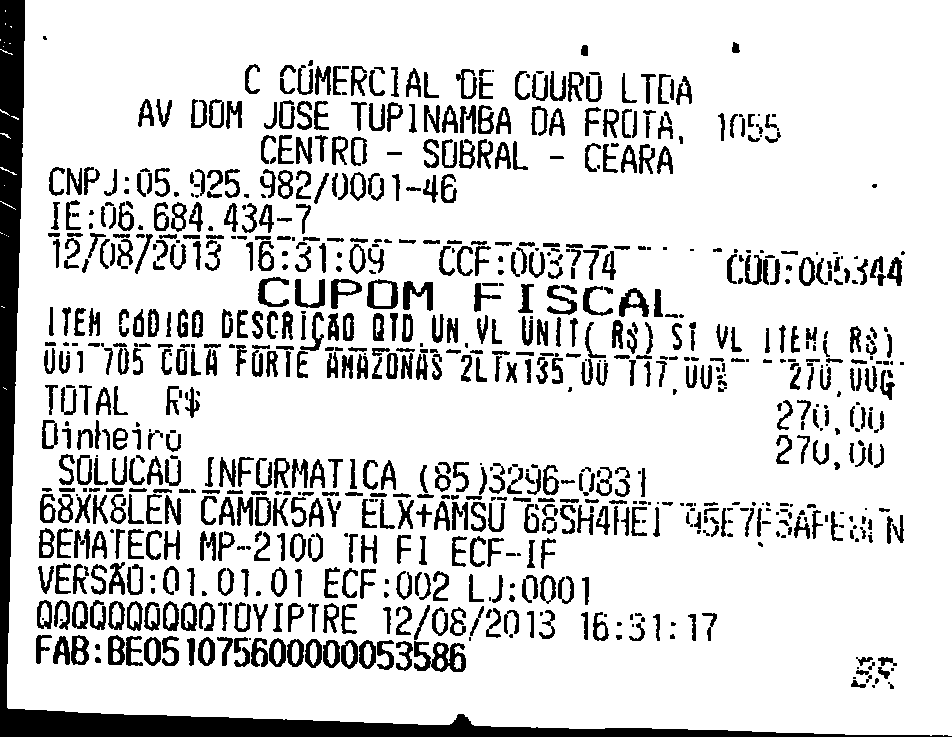 C COMERCIAL DE COURO LTDA
AV DOM JOSE TUPINAMBA DA FROTA, 1055
CENTRO - SOBRAL - CEARA
CNPJ:05.925.982/0001-46
IE:06.684.434-7
12/08/2013 16:31:09 CCF:003774 COO:005344
CUPOM FISCAL
ITEM CÓDIGO DESCRIÇÃO QTD.UN.VL UNIT( R$) ST VL ITEM( R$)
001 705 COLA FORTE AMAZONAS 2LTx135,00 T17,00% 270,00G
TOTAL R$ 270,00
Dinheiro 270,00
SOLUCAO INFORMATICA (85)3296-0831
68XK8LEN CAMDK5AY ELX+AMSU 68SH4HEI
BEMATECH MP-2100 TH FI ECF-IF
VERSÃO:01.01.01 ECF:002 LJ:0001
QQQQQQQQQQTOYIPTRE 12/08/2013 16:31:17
FAB:BE051075600000053586
BR